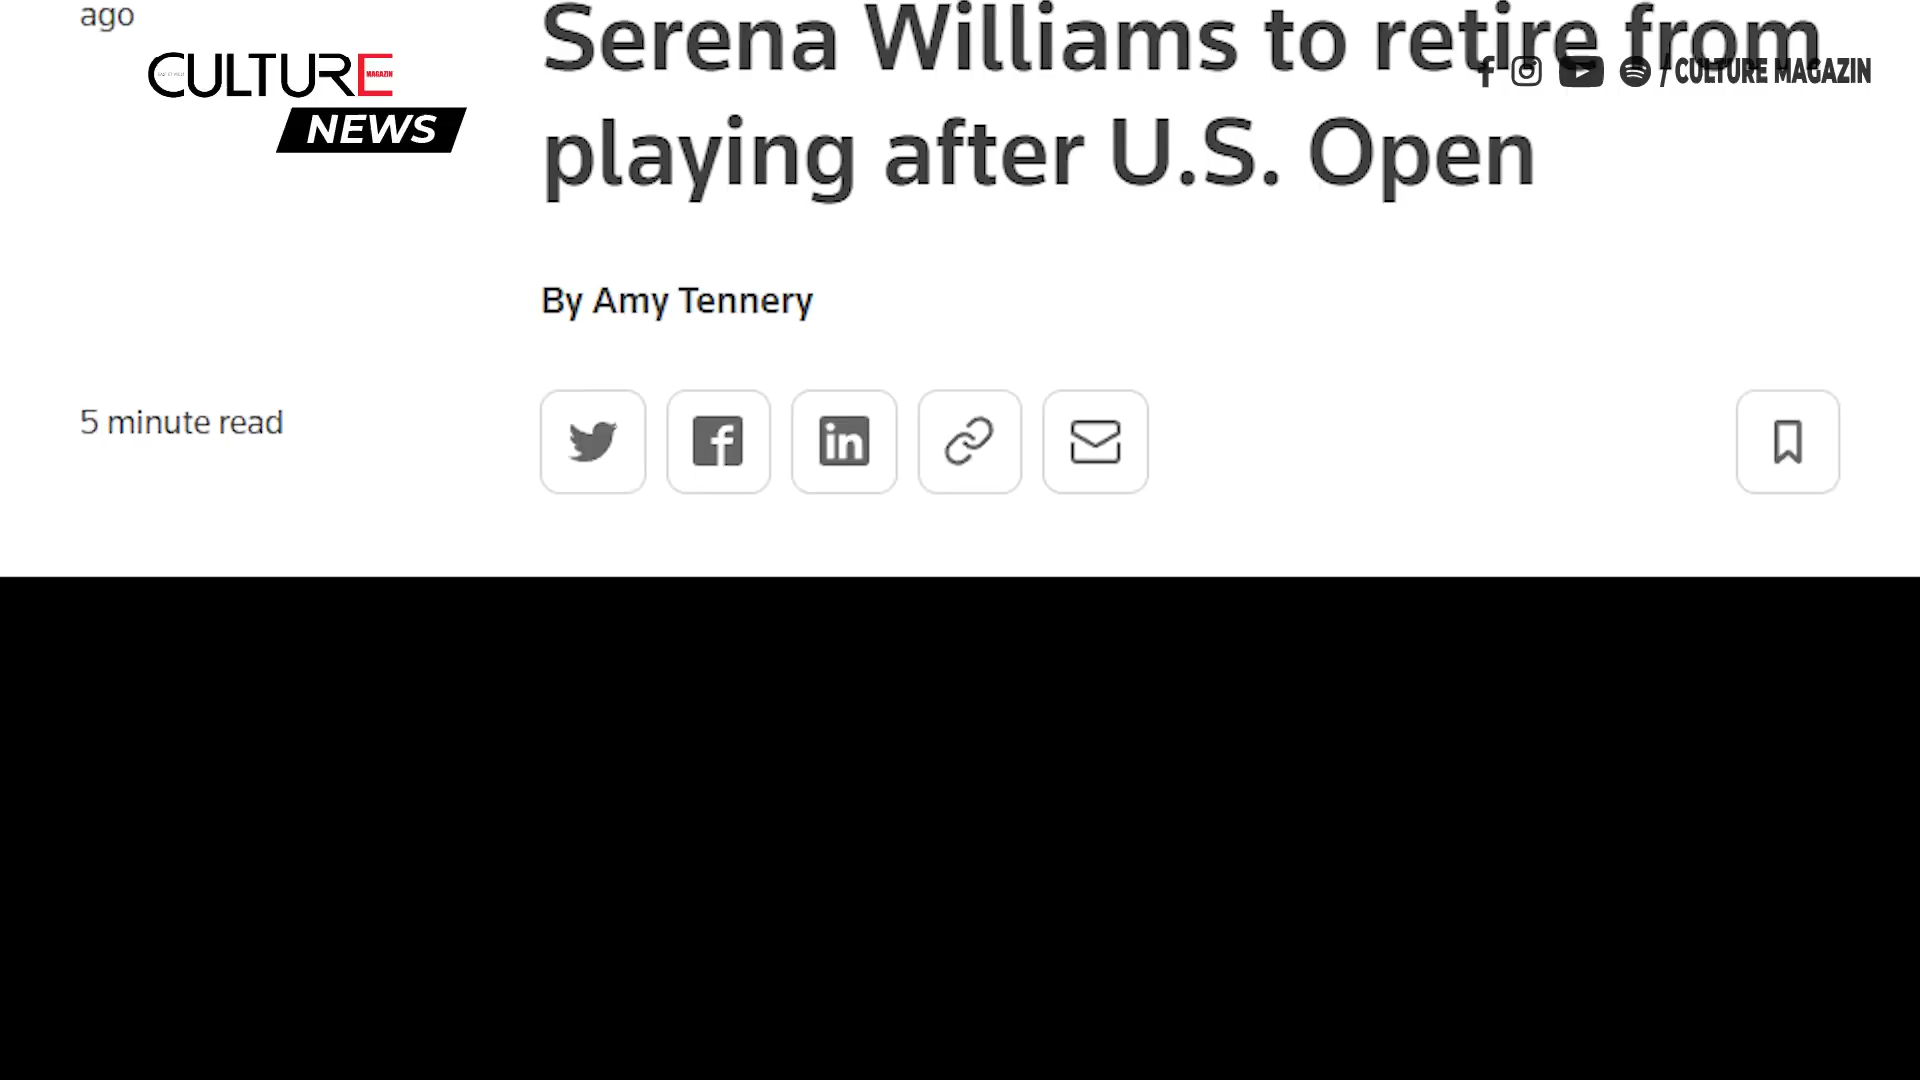 ago
Serena Williams to retire from
playing after U.S. Open
CULTURE
MAGAZIN
NEWS
/ CULTURE MAGAZIN
By Amy Tennery
5 minute read